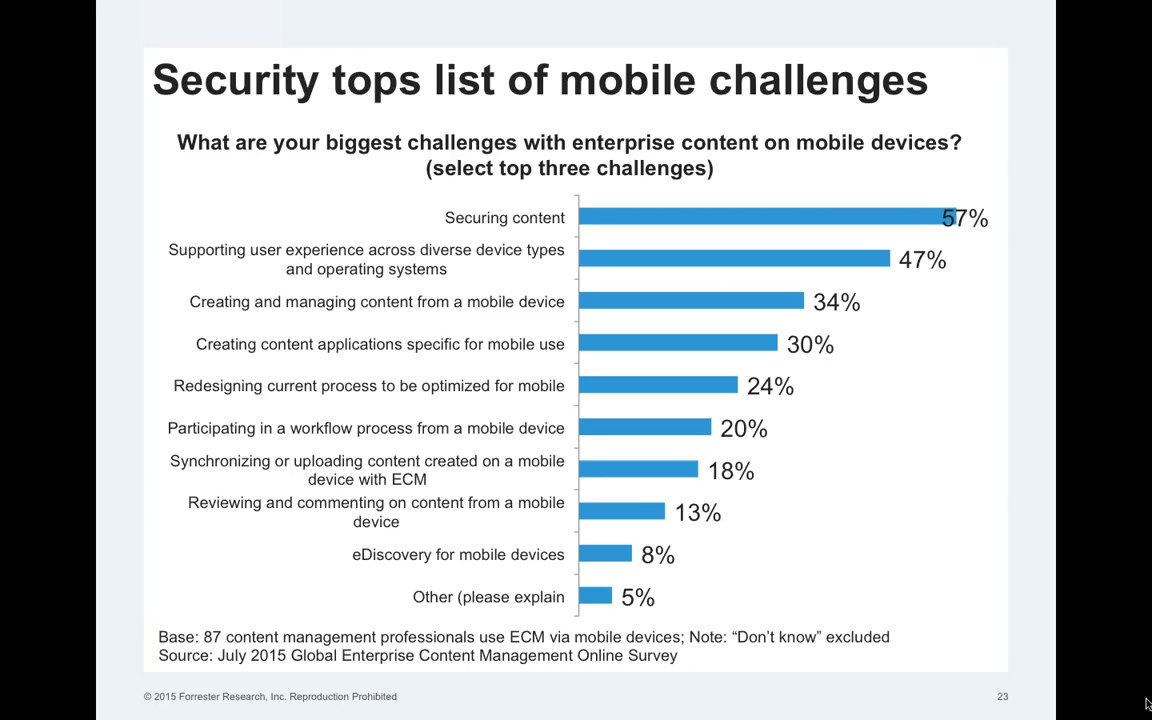 Security tops list of mobile challenges
What are your biggest challenges with enterprise content on mobile devices?
(select top three challenges)
Securing content
57%
Supporting user experience across diverse device types
and operating systems
47%
Creating and managing content from a mobile device
34%
Creating content applications specific for mobile use
30%
Redesigning current process to be optimized for mobile
24%
Participating in a workflow process from a mobile device
20%
Synchronizing or uploading content created on a mobile
device with ECM
18%
Reviewing and commenting on content from a mobile
device
13%
eDiscovery for mobile devices
8%
Other (please explain
5%
Base: 87 content management professionals use ECM via mobile devices; Note: “Don’t know” excluded
Source: July 2015 Global Enterprise Content Management Online Survey
© 2015 Forrester Research, Inc. Reproduction Prohibited
23